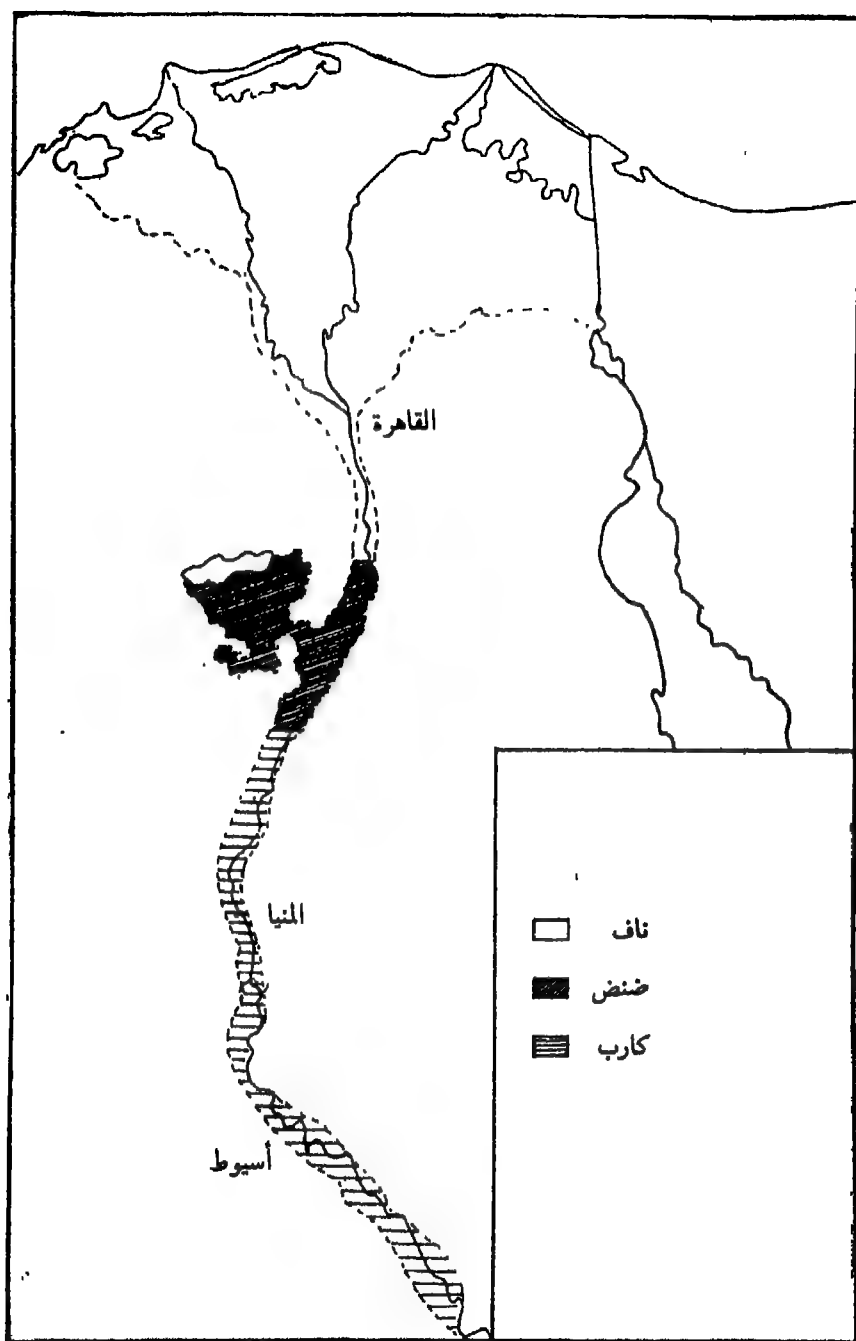 القاهرة
المنيا
ناف
ضنض
كارب
أسيوط